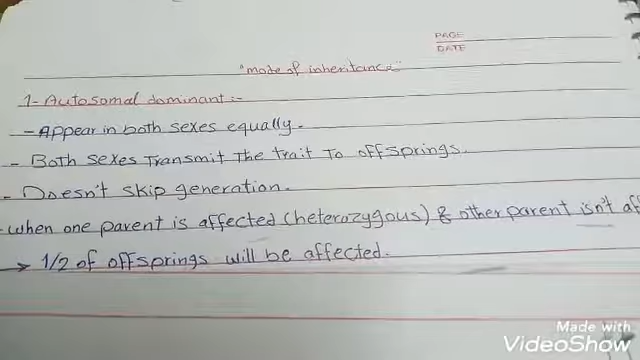 PAGE
DATE
"mode of inheritance"
1- Autosomal dominant:-
- Appear in both sexes equally.
- Both sexes Transmit The trait To offsprings.
- Doesn't skip generation.
- when one parent is affected (heterozygous) & other parent isn't af
→ 1/2 of offsprings will be affected.
Made with
VideoShow